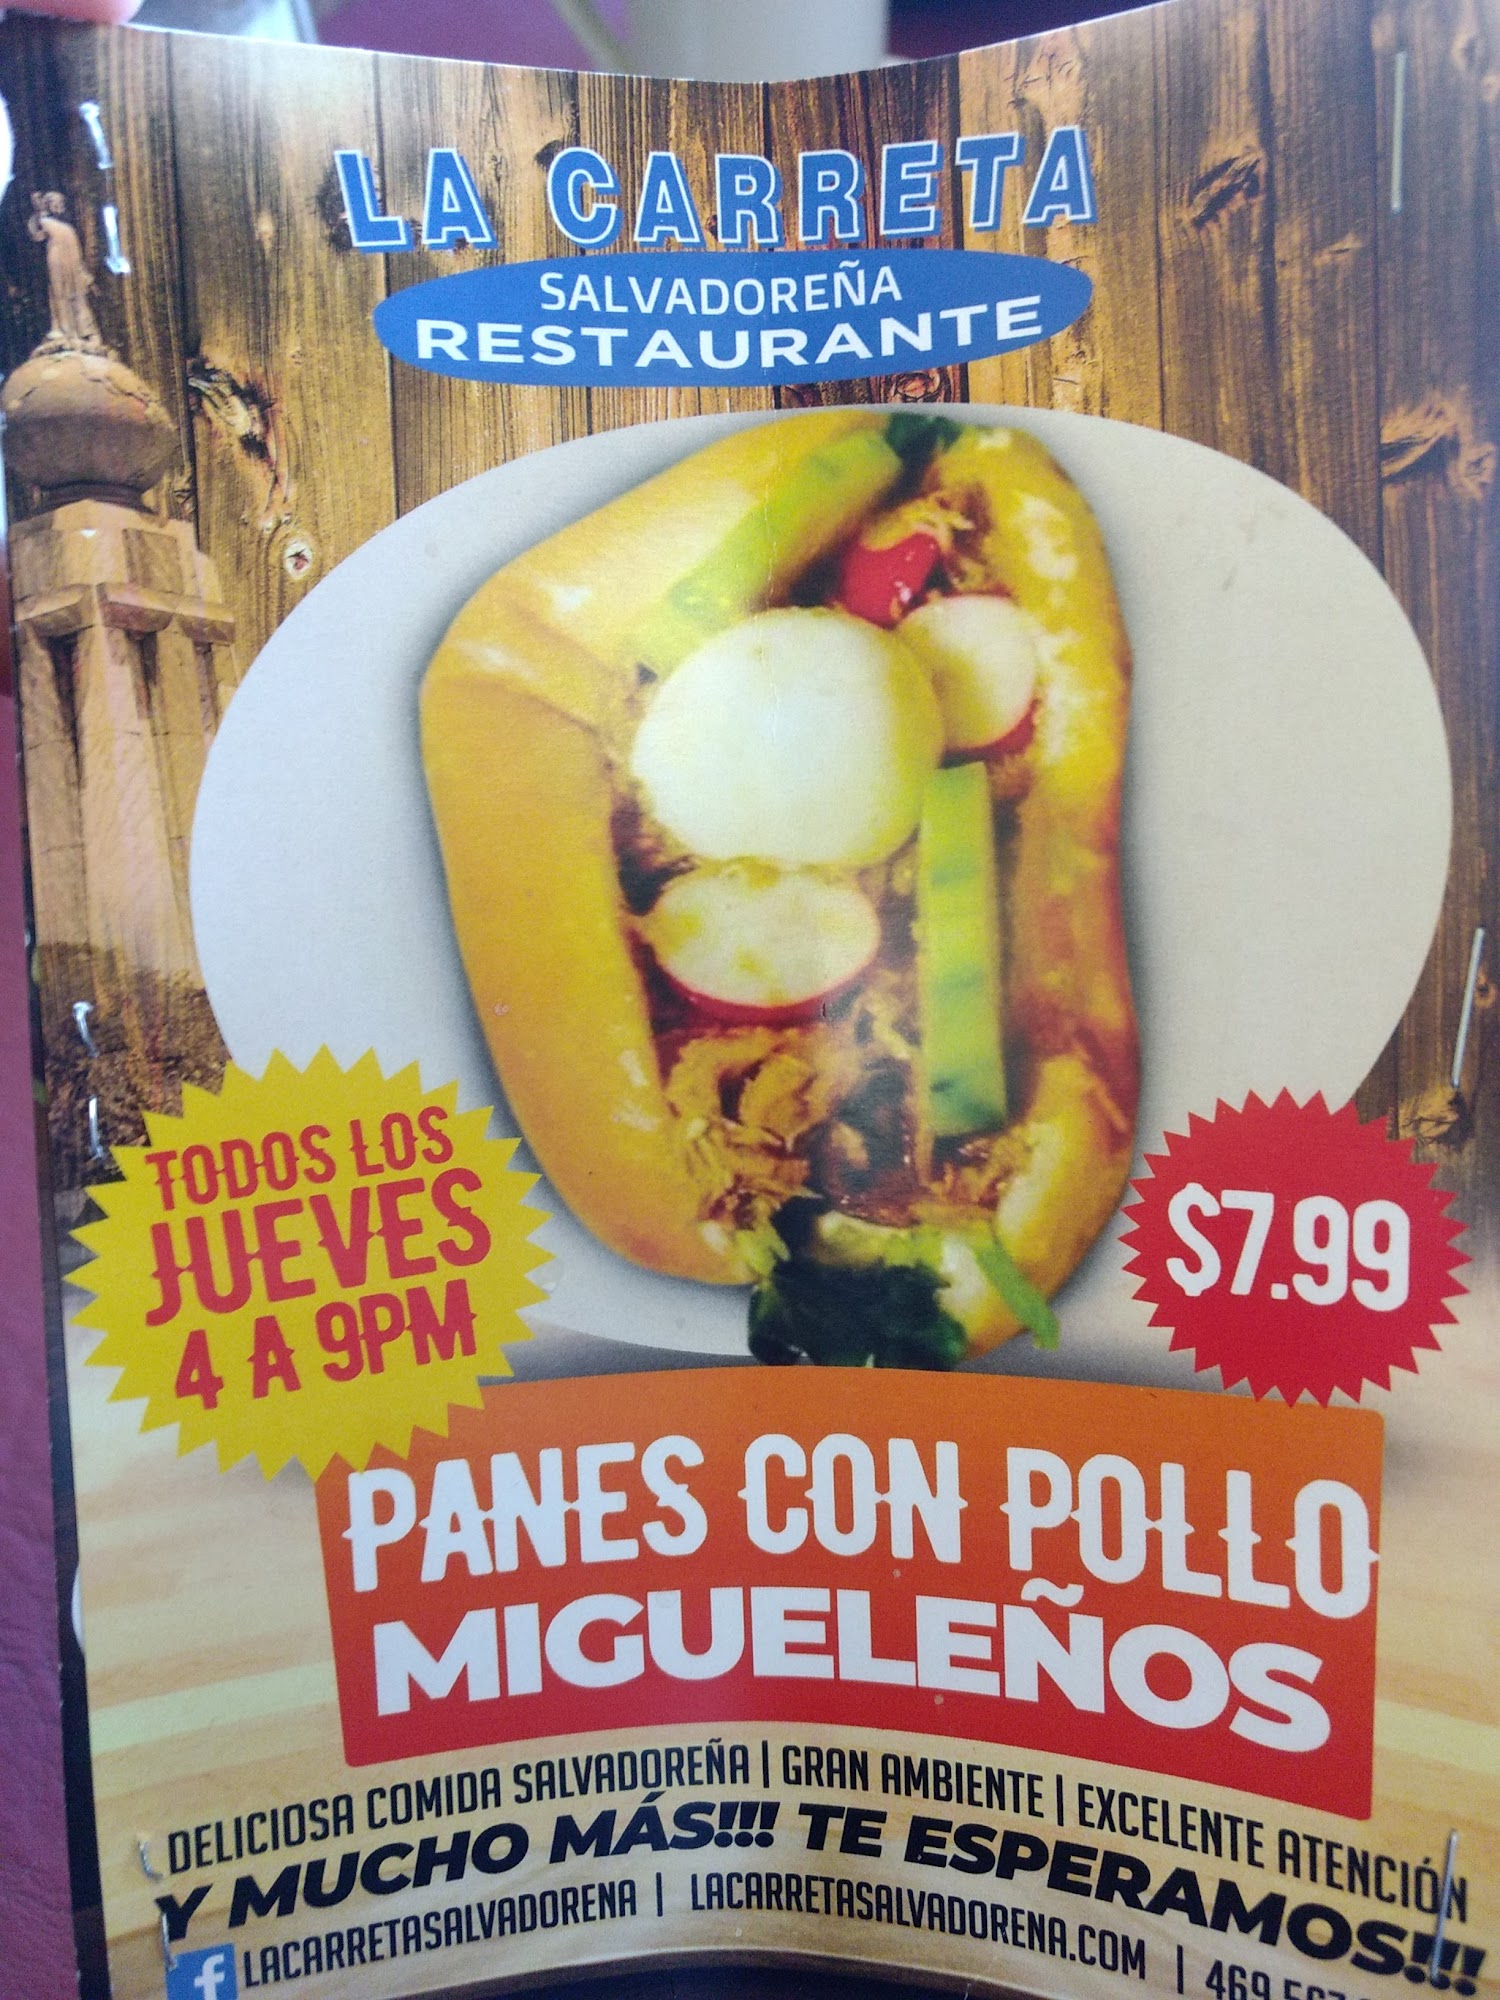 LA CARRETA
SALVADOREÑA
RESTAURANTE
TODOS LOS
JUEVES
4 A 9PM
$7.99
PANES CON POLLO
MIGUELEÑOS
DELICIOSA COMIDA SALVADOREÑA | GRAN AMBIENTE | EXCELENTE ATENCIÓN
Y MUCHO MÁS!!! TE ESPERAMOS!!!
f LACARRETASALVADORENA | LACARRETASALVADORENA.COM | 469